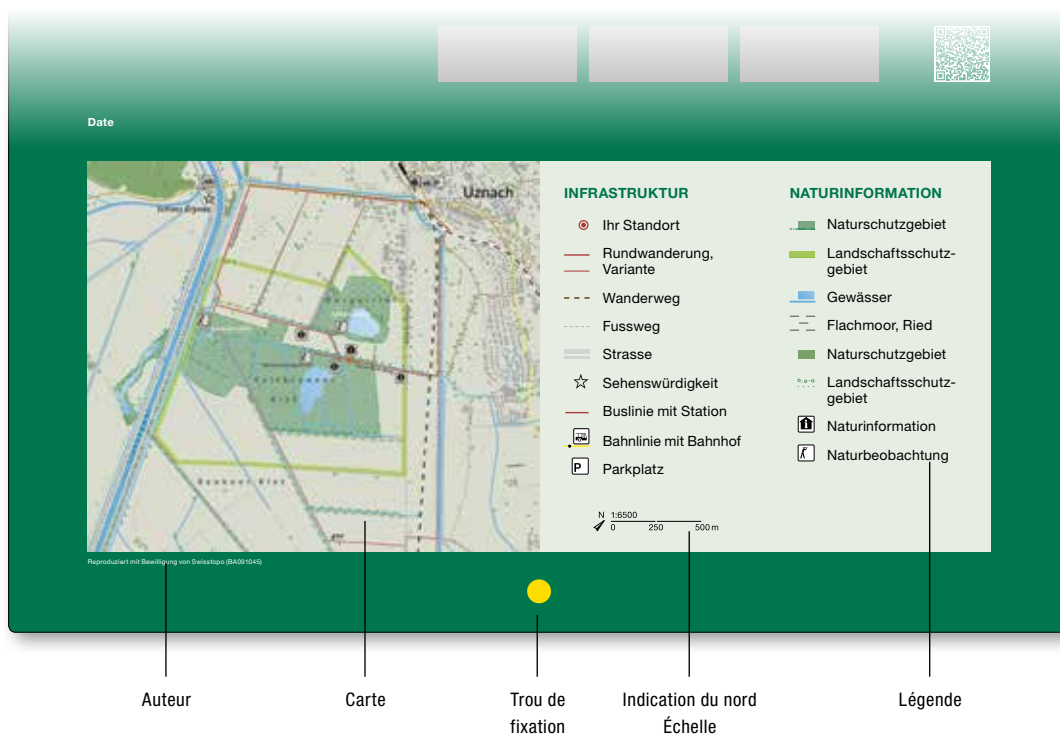 Date
Uznach
INFRASTRUKTUR
Ihr Standort
Rundwanderung,
Variante
Wanderweg
Fussweg
Strasse
Sehenswürdigkeit
Buslinie mit Station
Bahnlinie mit Bahnhof
P
Parkplatz
N 1:6500
0 250 500 m
NATURINFORMATION
Naturschutzgebiet
Landschaftsschutz-
gebiet
Gewässer
Flachmoor, Ried
Naturschutzgebiet
Landschaftsschutz-
gebiet
Naturinformation
Naturbeobachtung
Reproduziert mit Bewilligung von Swisstopo (BA091045)
Auteur
Carte
Trou de
fixation
Indication du nord
Échelle
Légende